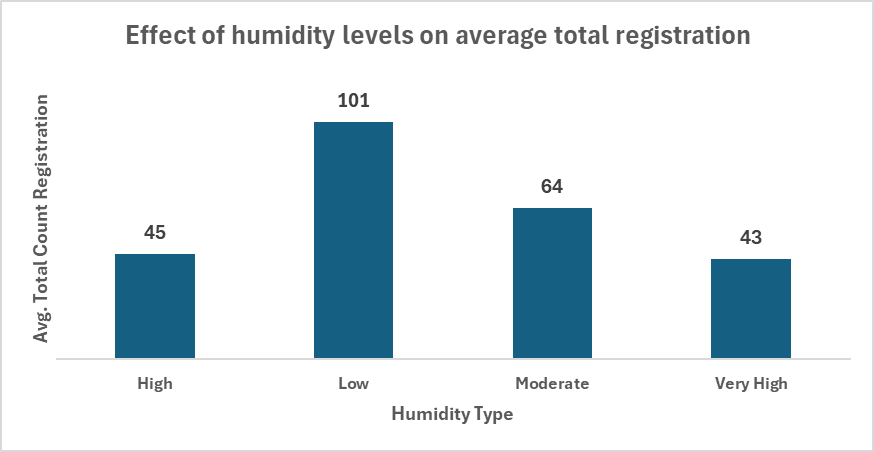 Effect of humidity levels on average total registration
Avg. Total Count Registration
45
101
64
43
High
Low
Moderate
Very High
Humidity Type